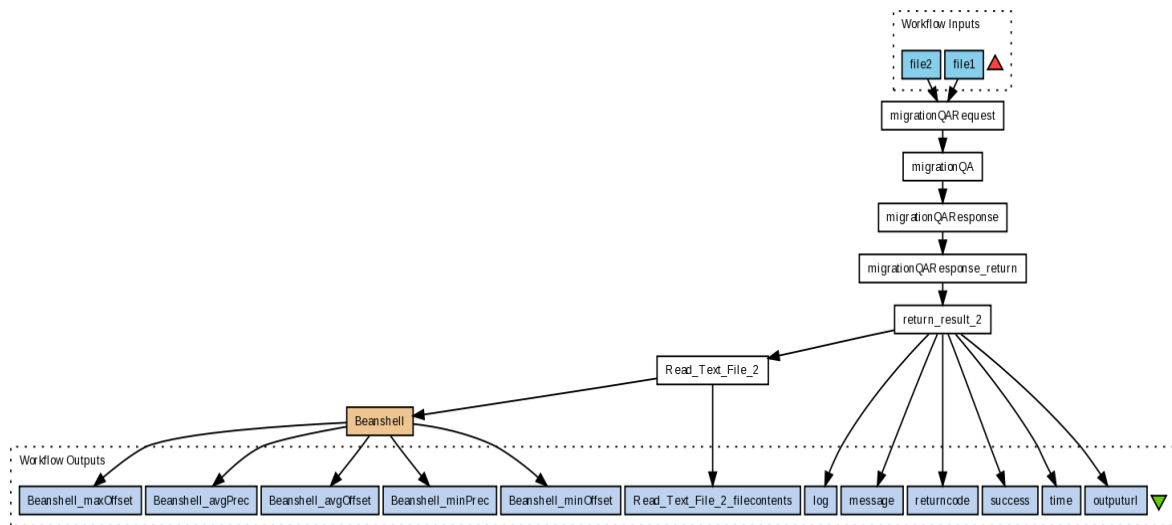 Workflow Inputs
file2
file1
migrationQARequest
migrationQA
migrationQAResponse
migrationQAResponse_return
return_result_2
Read_Text_File_2
Beanshell
Workflow Outputs
Beanshell_maxOffset
Beanshell_avgPrec
Beanshell_avgOffset
Beanshell_minPrec
Beanshell_minOffset
Read_Text_File_2_filecontents
log
message
returncode
success
time
outputurl